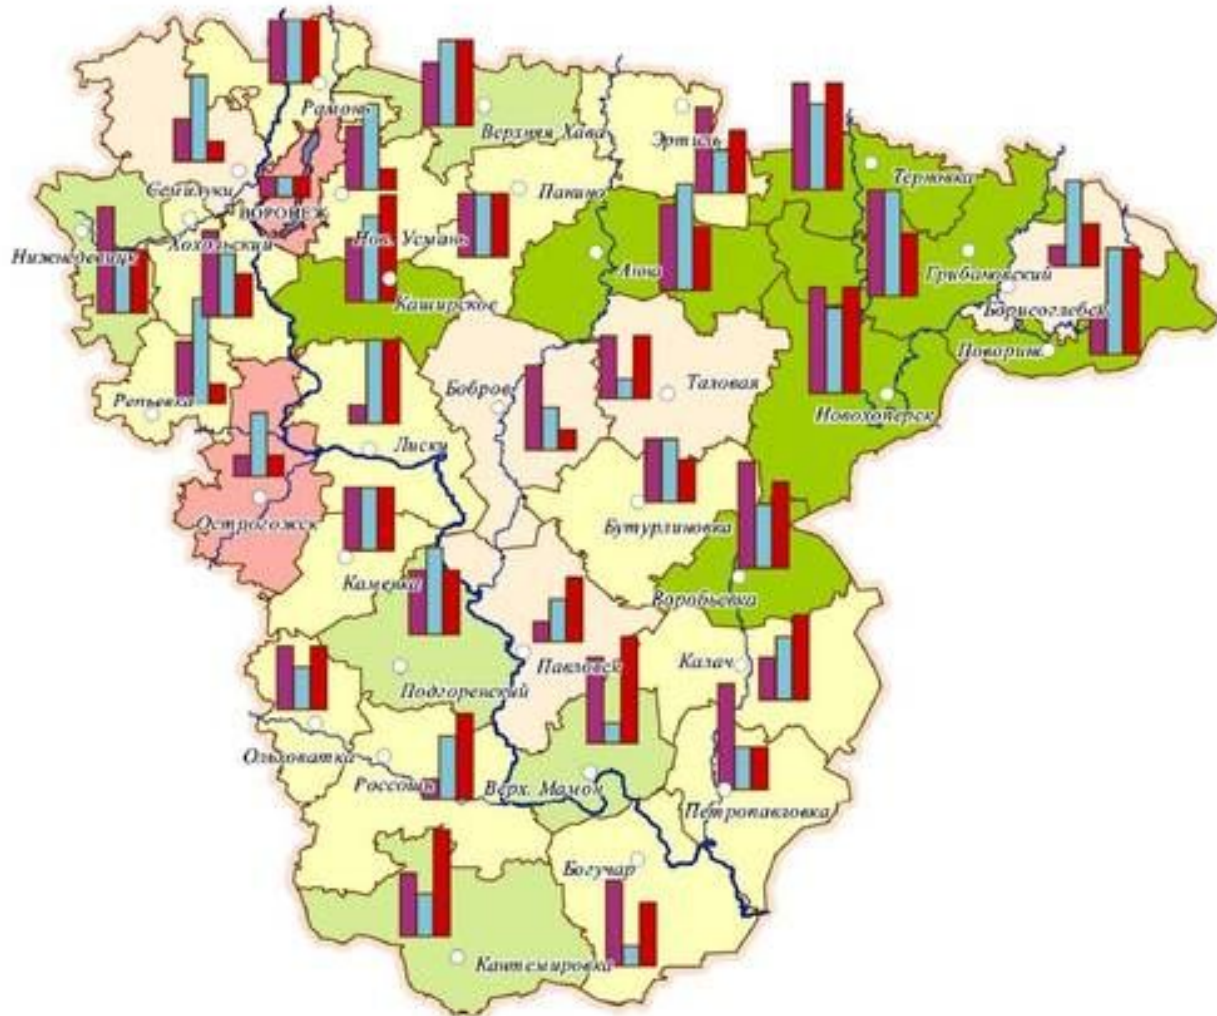 Рамонь
Верхняя Хава
Эртиль
Терновка
Семилуки
Панино
ВОРОНЕЖ
Нов. Усмань
Хохольский
Нижнедевицк
Анна
Грибановский
Каширское
Борисоглебск
Поворино
Бобров
Таловая
Репьевка
Новохоперск
Лиски
Острогожск
Бутурлиновка
Каменка
Воробьевка
Подгоренский
Павловск
Калач
Ольховатка
Россошь
Верх. Мамон
Петропавловка
Богучар
Кантемировка